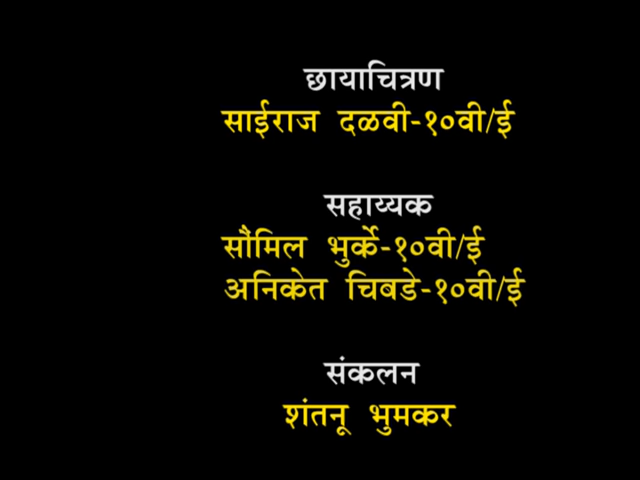 छायाचित्रण
साईराज दळवी-१०वी/ई
सहाय्यक
सौंमिल भुर्के-१०वी/ई
अनिकेत चिबडे-१०वी/ई
संकलन
शंतनू भुमकर